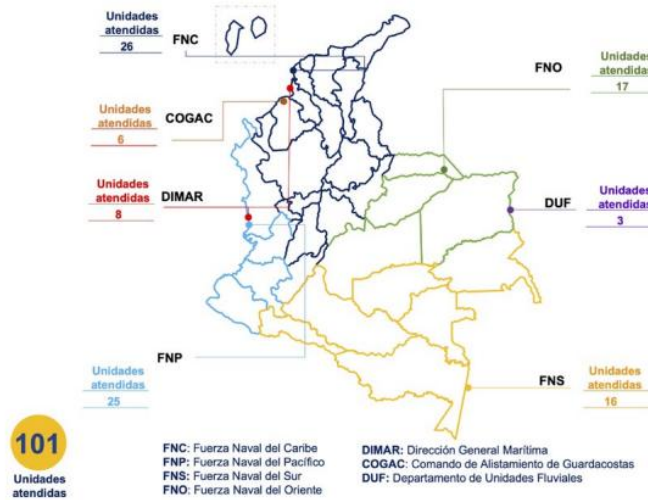 Unidades
atendidas
26
FNC
FNO
Unidades
atendidas
17
Unidades
atendidas
6
COGAC
Unidades
atendidas
8
DIMAR
DUF
Unidades
atendidas
3
FNP
Unidades
atendidas
25
FNS
Unidades
atendidas
16
101
Unidades
atendidas
FNC: Fuerza Naval del Caribe
FNP: Fuerza Naval del Pacífico
FNS: Fuerza Naval del Sur
FNO: Fuerza Naval del Oriente
DIMAR: Dirección General Marítima
COGAC: Comando de Alistamiento de Guardacostas
DUF: Departamento de Unidades Fluviales